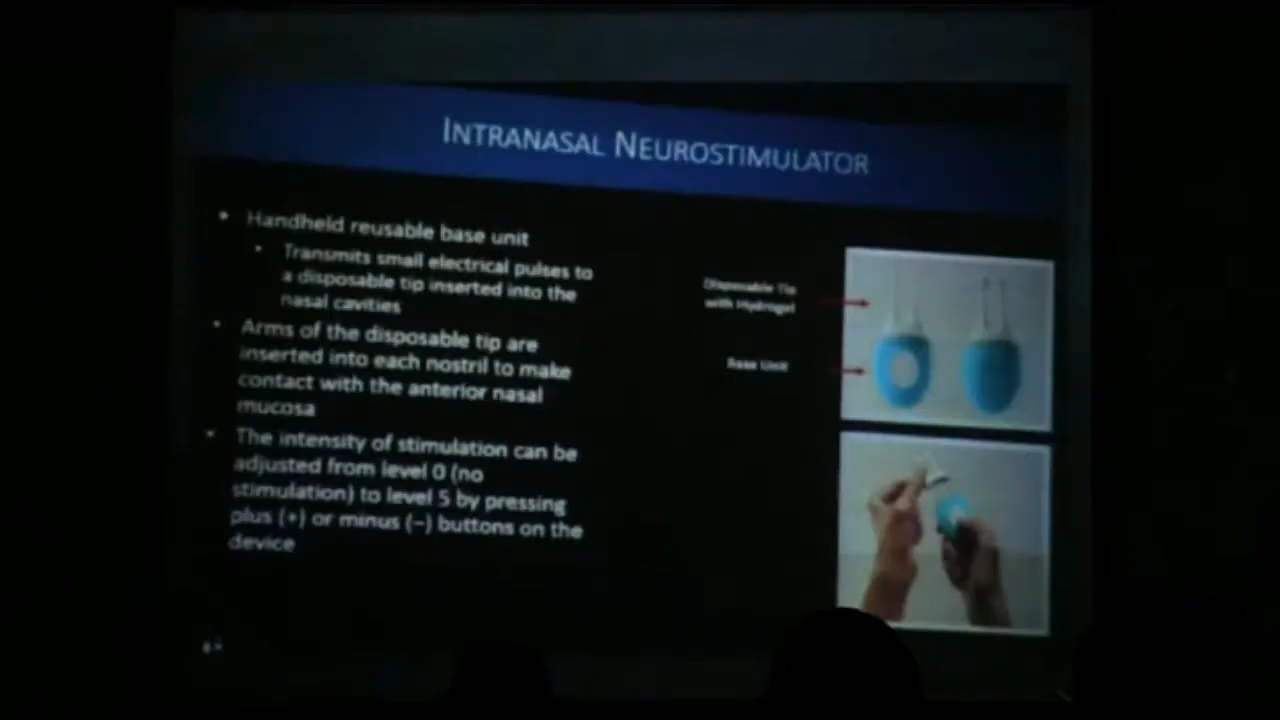 INTRANASAL NEUROSTIMULATOR
• Handheld reusable base unit
• Transmits small electrical pulses to
a disposable tip inserted into the
nasal cavities
• Arms of the disposable tip are
inserted into each nostril to make
contact with the anterior nasal
mucosa
• The intensity of stimulation can be
adjusted from level 0 (no
stimulation) to level 5 by pressing
plus (+) or minus (−) buttons on the
device
Disposable Tip
with Hydrogel
Base Unit